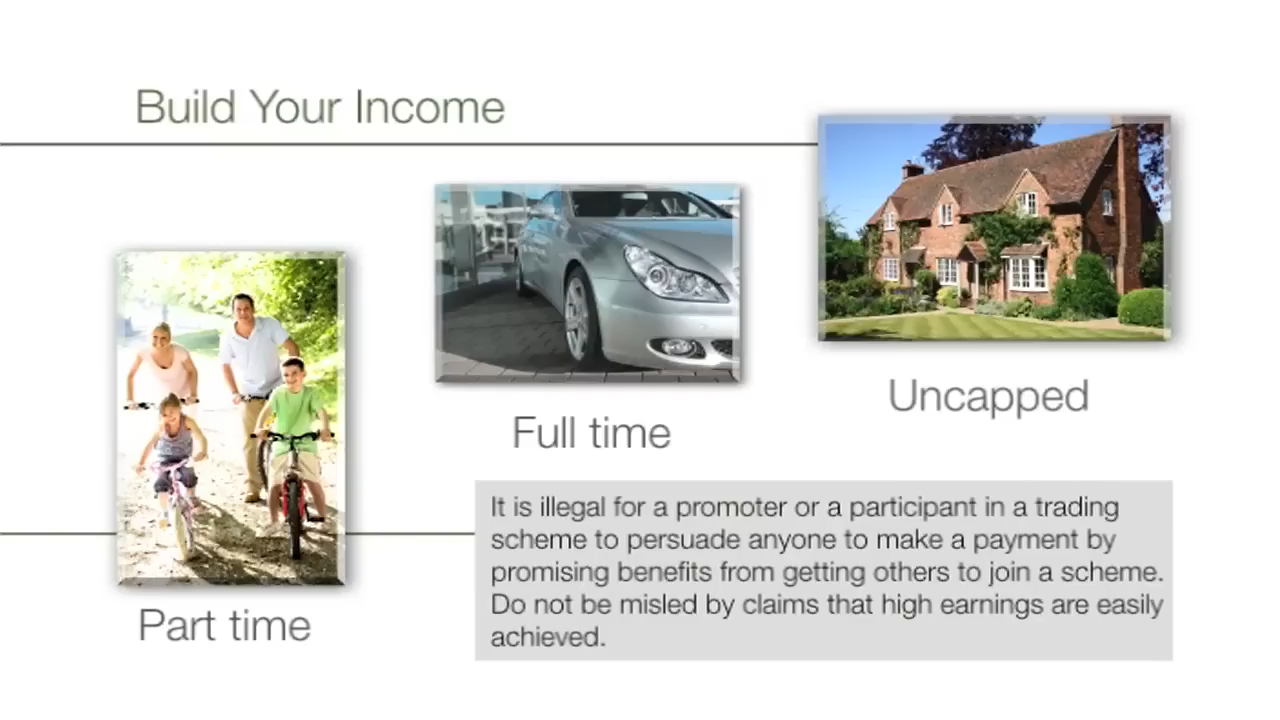 Build Your Income
Uncapped
Full time
Part time
It is illegal for a promoter or a participant in a trading
scheme to persuade anyone to make a payment by
promising benefits from getting others to join a scheme.
Do not be misled by claims that high earnings are easily
achieved.